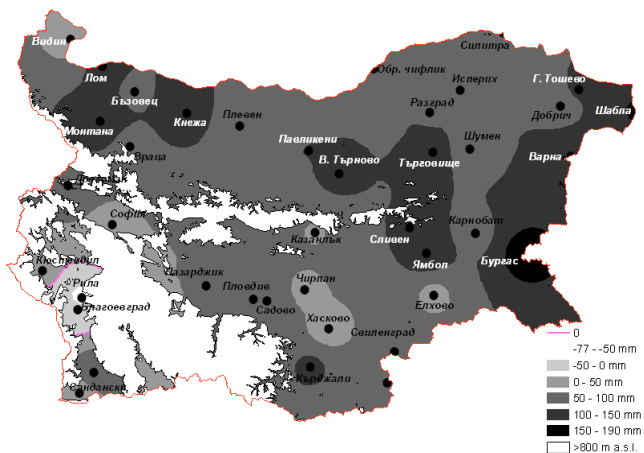 Видин
Силитра
Лом
Обр. чифлик
Исперих
Г. Тошево
Бъзовец
Разград
Добрич
Шабла
Монтана
Кнежа
Плевен
Павликени
Шумен
Враца
В. Търново
Търговище
Варна
София
Казанлък
Сливен
Карнобат
Кюстендил
Пазарджик
Чирпан
Ямбол
Бургас
Рила
Пловдив
Садово
Елхово
Благоевград
Хасково
Свиленград
Кърджали
Сандански
0
-77 - -50 mm
-50 - 0 mm
0 - 50 mm
50 - 100 mm
100 - 150 mm
150 - 190 mm
>800 m a.s.l.